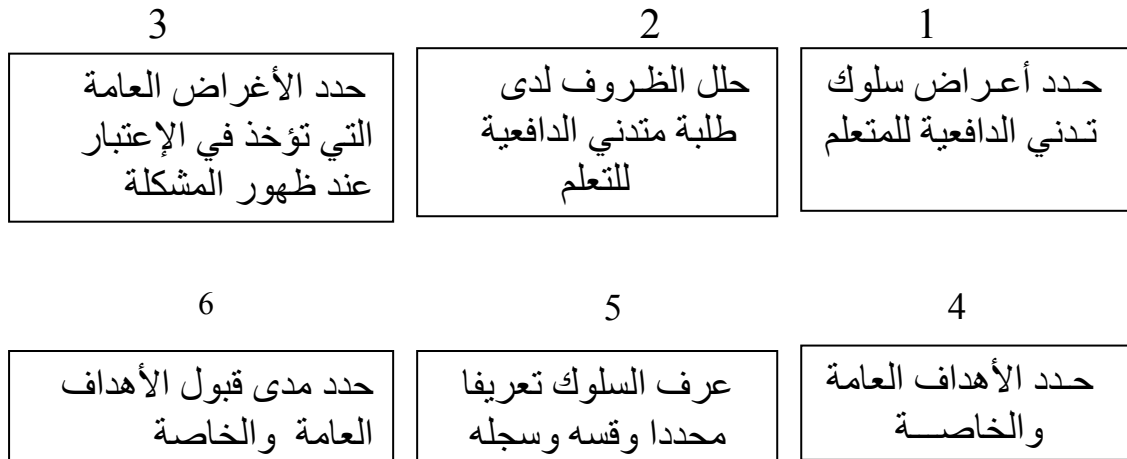 1
حدد أعراض سلوك
تدني الدافعية للمتعلم
2
حلل الظروف لدى
طلبة متدني الدافعية
للتعلم
3
حدد الأغراض العامة
التي تؤخذ في الإعتبار
عند ظهور المشكلة
4
حدد الأهداف العامة
والخاصة
5
عرف السلوك تعريفا
محددا وقسه وسجله
6
حدد مدى قبول الأهداف
العامة والخاصة